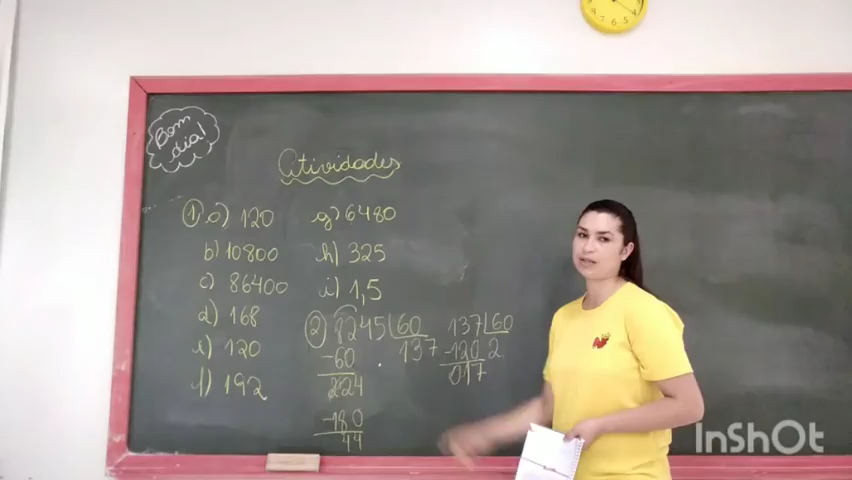 Bom
dia!
Atividades
1) a) 120
b) 10800
c) 86400
d) 168
e) 120
f) 192
g) 6480
h) 325
i) 1,5
2) 8245 60
-60 137
224
-180
44
137 60
-120 2
017
InShOt